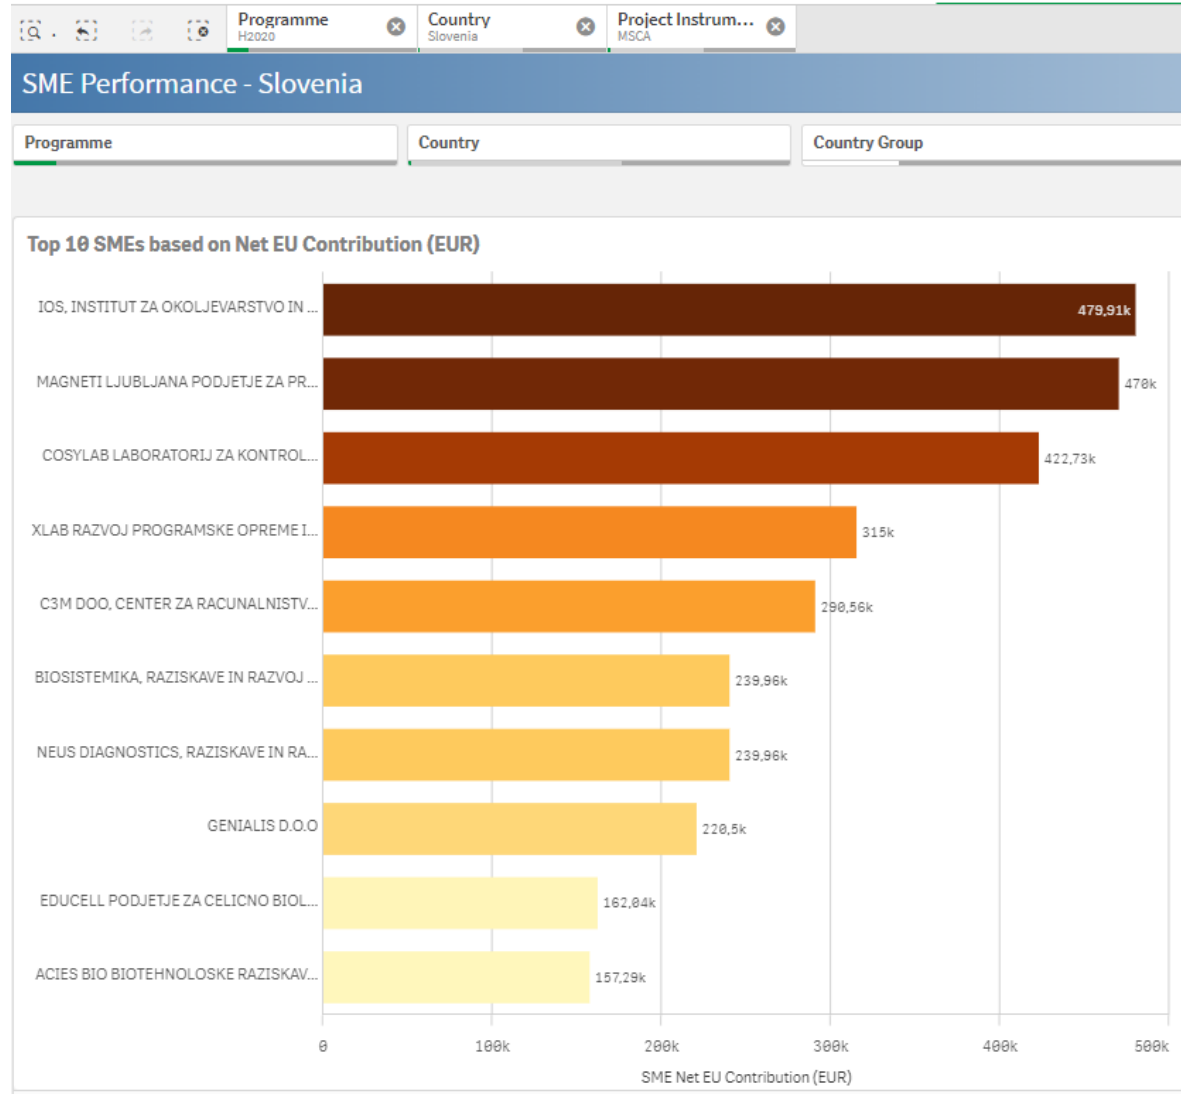 Programme
H2020
Country
Slovenia
Project Instrum...
MSCA
SME Performance - Slovenia
Programme
Country
Country Group
Top 10 SMEs based on Net EU Contribution (EUR)
IOS, INSTITUT ZA OKOLJEVARSTVO IN ...
479,91k
MAGNETI LJUBLJANA PODJETJE ZA PR...
470k
COSYLAB LABORATORIJ ZA KONTROL...
422,73k
XLAB RAZVOJ PROGRAMSKE OPREME I...
315k
C3M DOO, CENTER ZA RACUNALNISTV...
290,56k
BIOSISTEMIKA, RAZISKAVE IN RAZVOJ ...
239,96k
NEUS DIAGNOSTICS, RAZISKAVE IN RA...
239,96k
GENIALIS D.O.O
220,5k
EDUCELL PODJETJE ZA CELICNO BIOL...
162,04k
ACIES BIO BIOTEHNOLOSKE RAZISKAV...
157,29k
0 100k 200k 300k 400k 500k
SME Net EU Contribution (EUR)